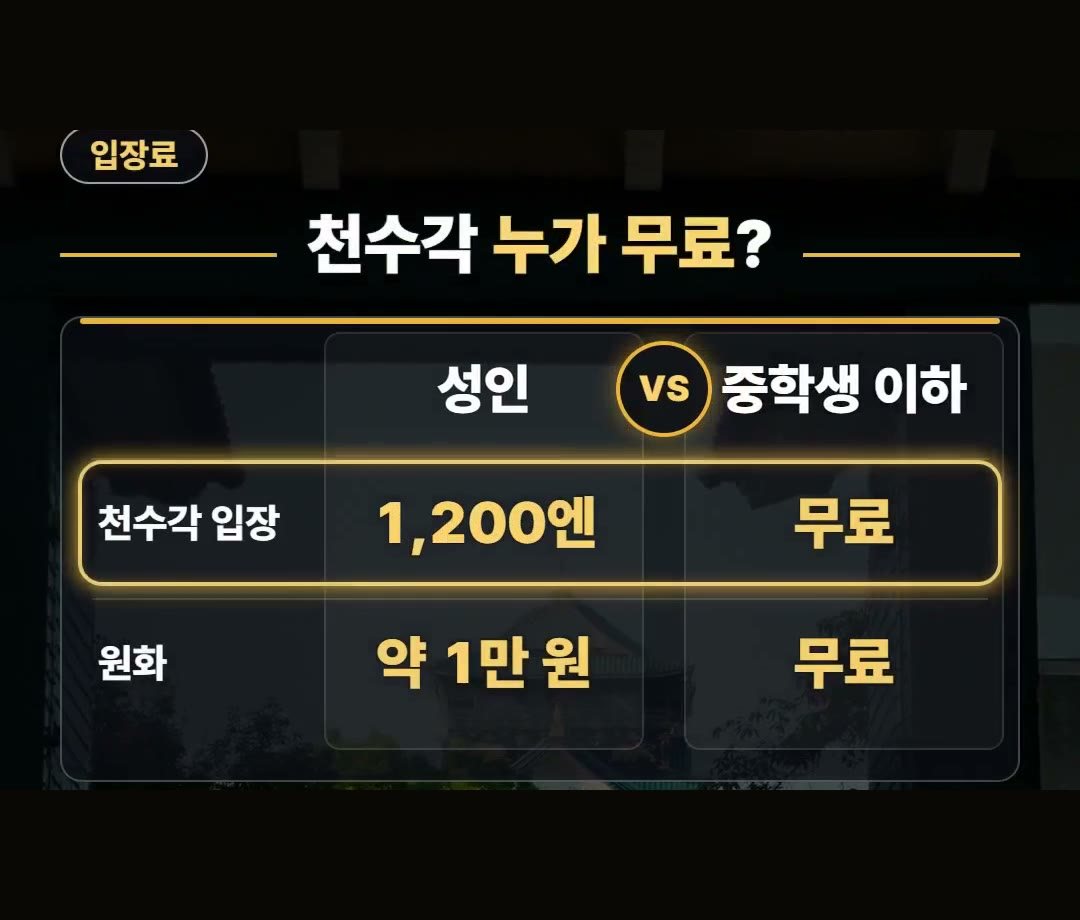 입장료
천수각 누가 무료?
성인 VS 중학생 이하
천수각 입장 1,200엔 무료
원화 약 1만 원 무료